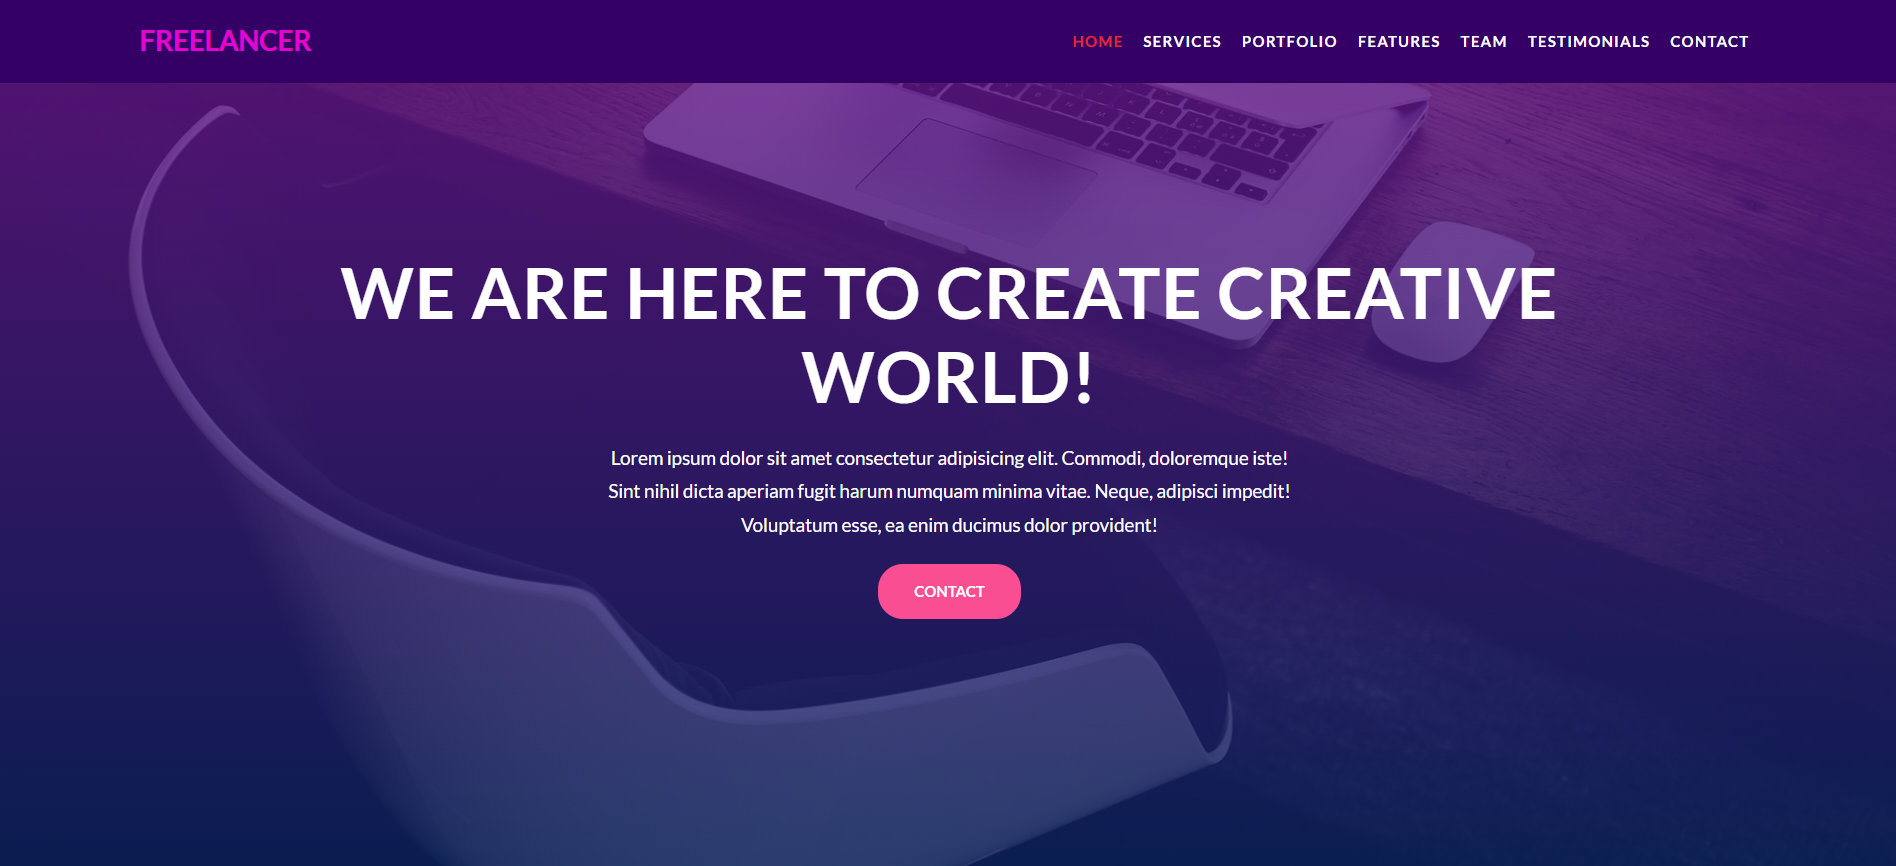 FREELANCER
HOME SERVICES PORTFOLIO FEATURES TEAM TESTIMONIALS CONTACT
WE ARE HERE TO CREATE CREATIVE
WORLD!
Lorem ipsum dolor sit amet consectetur adipisicing elit. Commodi, doloremque iste!
Sint nihil dicta aperiam fugit harum numquam minima vitae. Neque, adipisci impedit!
Voluptatum esse, ea enim ducimus dolor provident!
CONTACT